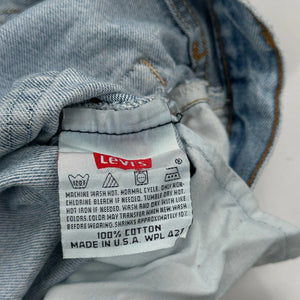 Levi's ®
MACHINE WASH HOT. NORMAL CYCLE. ONLY NON-
CHLORINE BLEACH IF NEEDED. TUMBLE DRY MED.
HOT IRON IF NEEDED. WASH AND DRY WITH LIKE
COLORS. COLOR MAY TRANSFER WHEN NEW. WASH
BEFORE WEARING. SHRINKS APPROXIMATELY 10%.
100% COTTON
MADE IN U.S.A. WPL 42